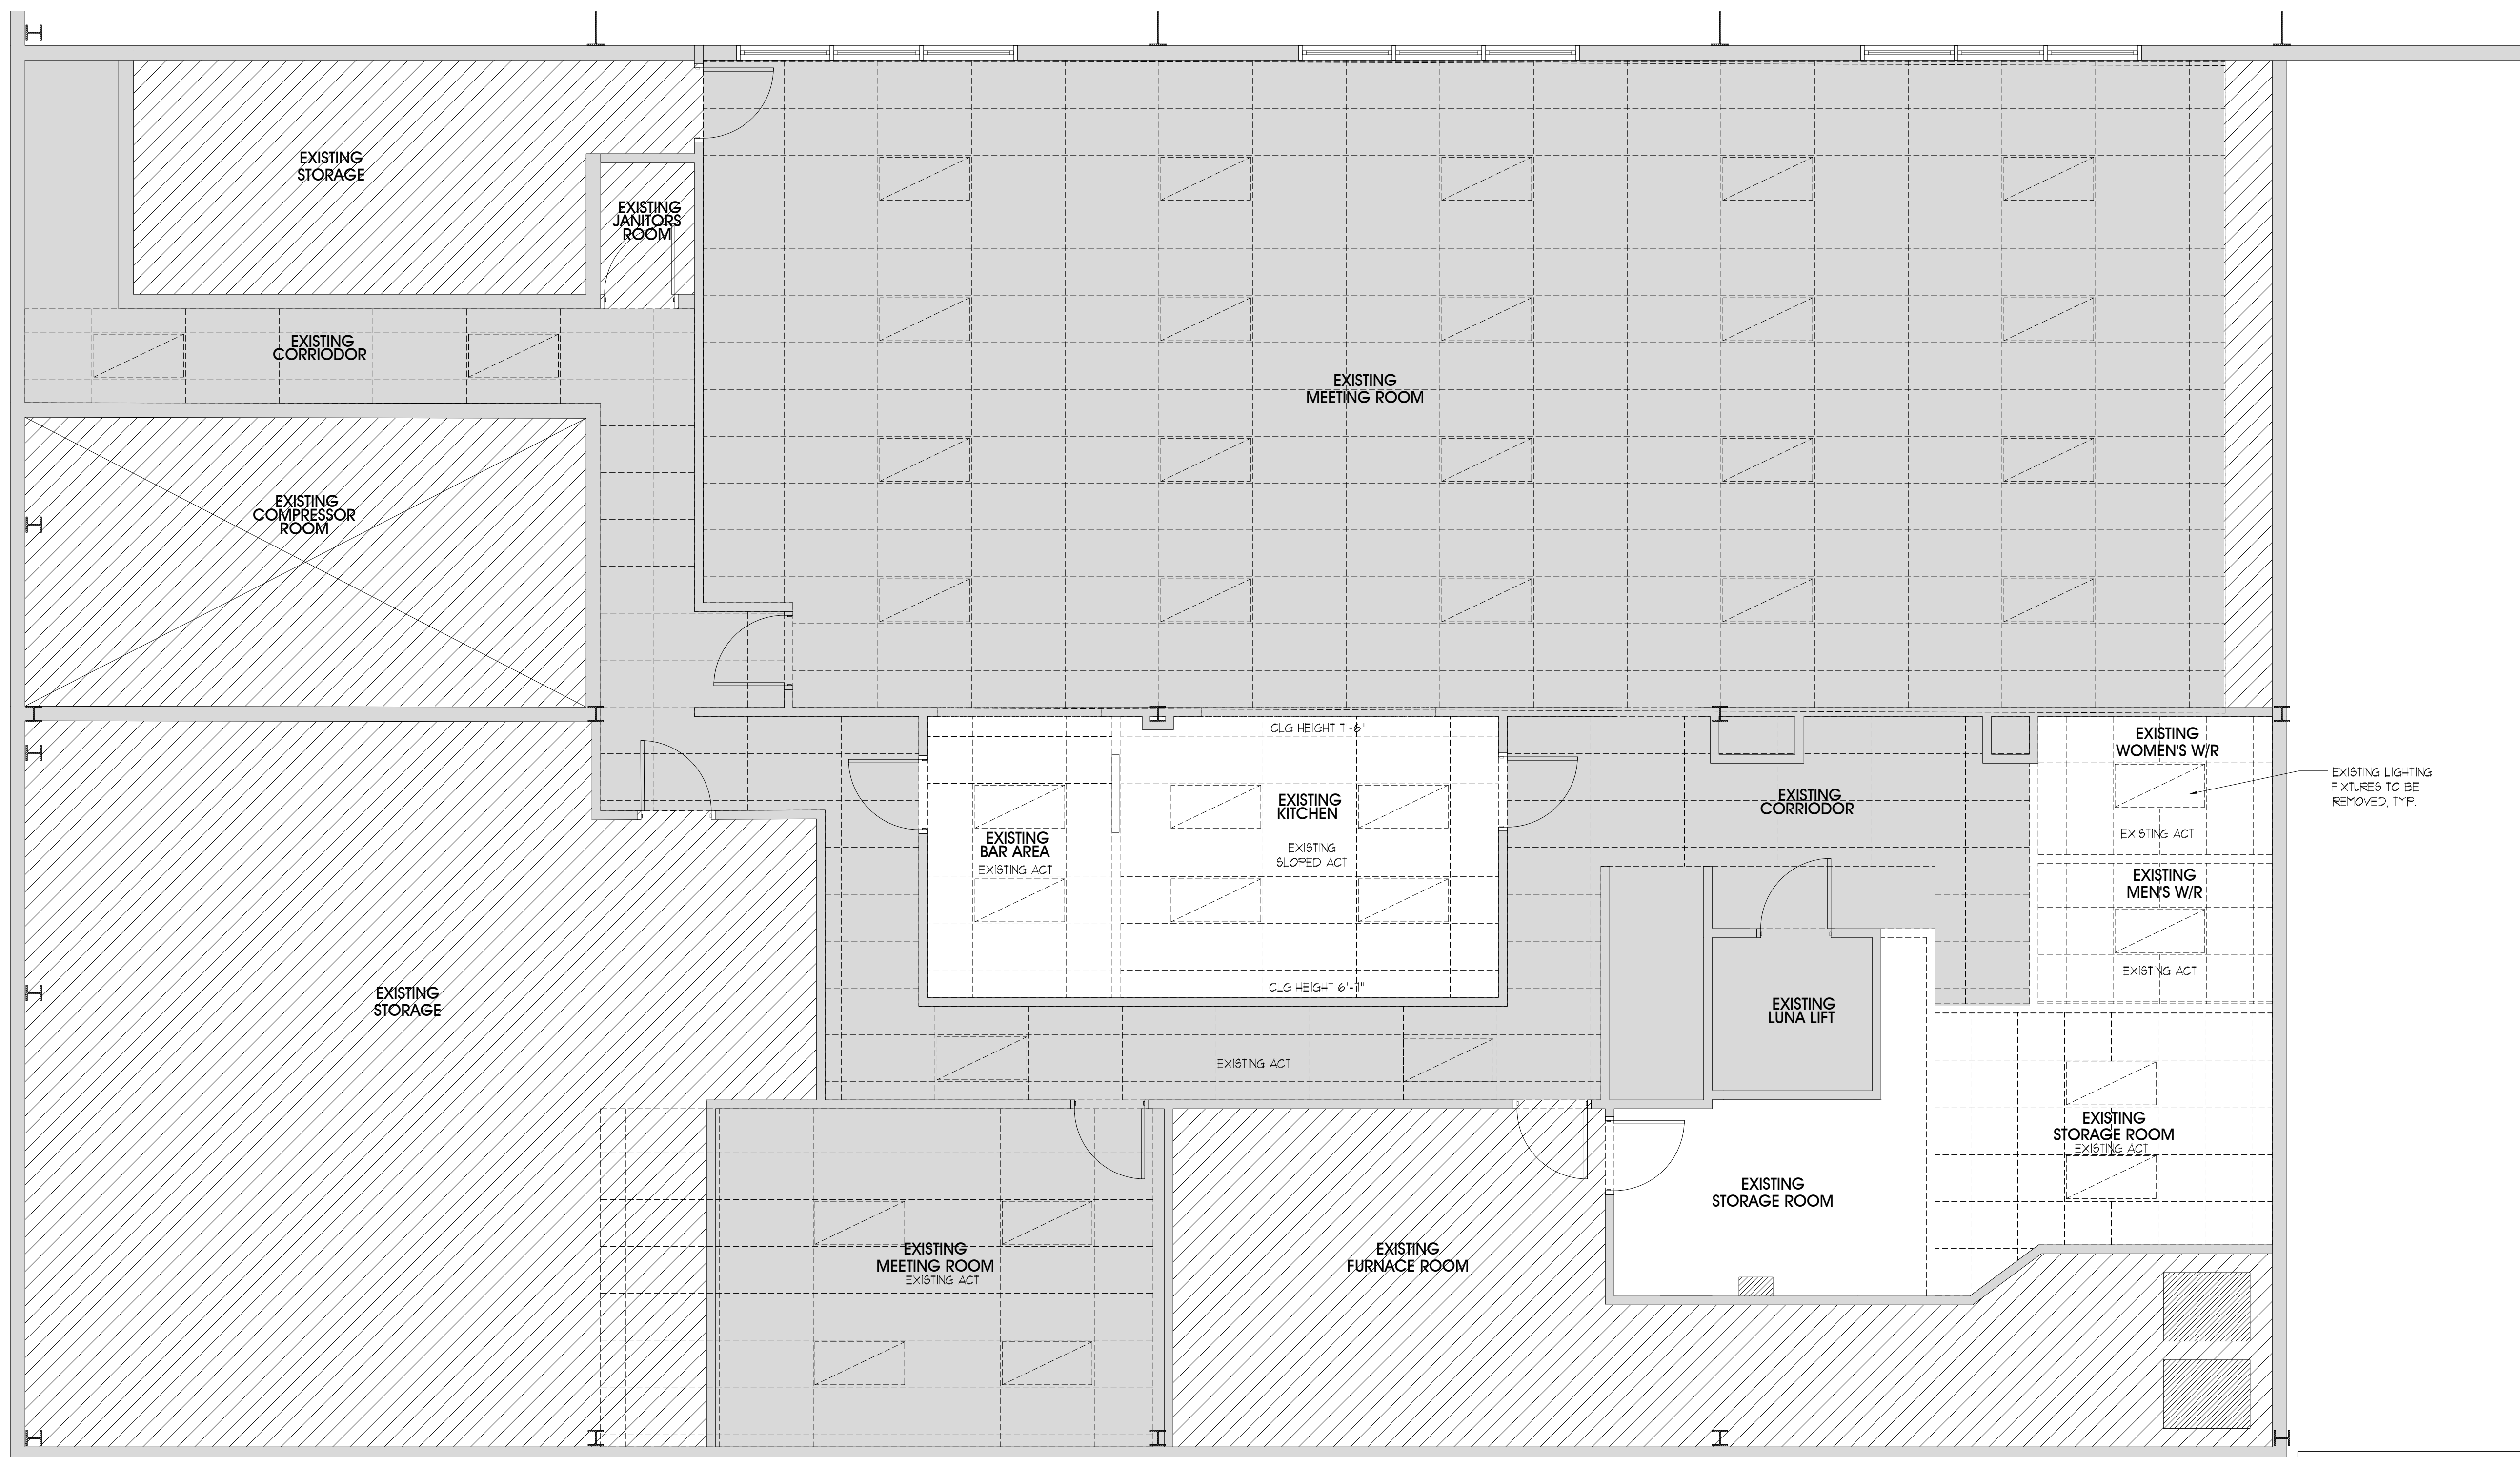 EXISTING
STORAGE
EXISTING
JANITORS
ROOM
EXISTING
CORRIODOR
EXISTING
MEETING ROOM
EXISTING
COMPRESSOR
ROOM
CLG HEIGHT 7'-6"
EXISTING
WOMEN'S W/R
EXISTING LIGHTING
FIXTURES TO BE
REMOVED, TYP.
EXISTING
KITCHEN
EXISTING
CORRIODOR
EXISTING ACT
EXISTING
BAR AREA
EXISTING ACT
EXISTING
SLOPED ACT
EXISTING
MEN'S W/R
EXISTING ACT
CLG HEIGHT 6'-11"
EXISTING
STORAGE
EXISTING
LUNA LIFT
EXISTING ACT
EXISTING
STORAGE ROOM
EXISTING ACT
EXISTING
STORAGE ROOM
EXISTING
MEETING ROOM
EXISTING ACT
EXISTING
FURNACE ROOM